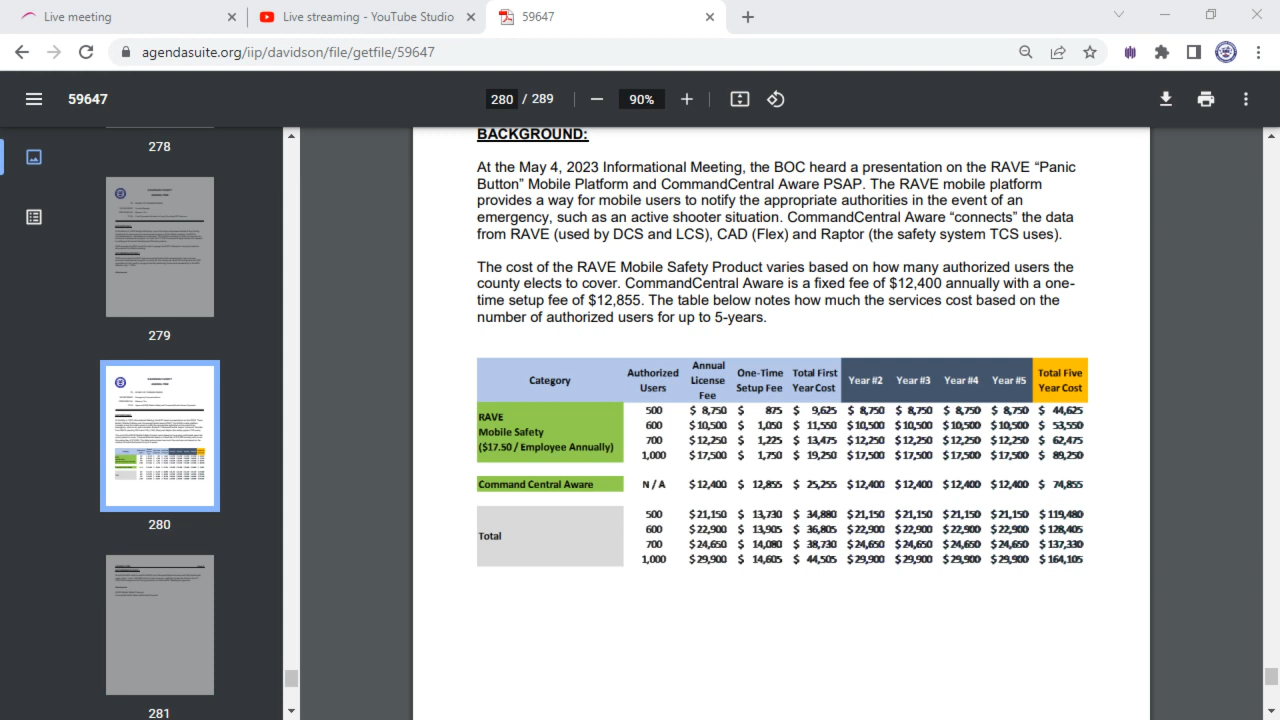 Live meeting
Live streaming - YouTube Studio
59647
agendasuite.org/iip/davidson/file/getfile/59647
59647
280 / 289
90%
278
279
280
281
BACKGROUND:
At the May 4, 2023 Informational Meeting, the BOC heard a presentation on the RAVE “Panic
Button” Mobile Platform and CommandCentral Aware PSAP. The RAVE mobile platform
provides a way for mobile users to notify the appropriate authorities in the event of an
emergency, such as an active shooter situation. CommandCentral Aware “connects” the data
from RAVE (used by DCS and LCS), CAD (Flex) and Raptor (the safety system TCS uses).
The cost of the RAVE Mobile Safety Product varies based on how many authorized users the
county elects to cover. CommandCentral Aware is a fixed fee of $12,400 annually with a one-
time setup fee of $12,855. The table below notes how much the services cost based on the
number of authorized users for up to 5-years.
Category Authorized Users Annual License Fee One-Time Setup Fee Total First Year Cost Year #2 Year #3 Year #4 Year #5 Total Five Year Cost
RAVE
Mobile Safety
($17.50 / Employee Annually)
500 $ 8,750 $ 875 $ 9,625 $ 8,750 $ 8,750 $ 8,750 $ 8,750 $ 44,625
600 $ 10,500 $ 1,050 $ 11,550 $ 10,500 $ 10,500 $ 10,500 $ 10,500 $ 53,550
700 $ 12,250 $ 1,225 $ 13,475 $ 12,250 $ 12,250 $ 12,250 $ 12,250 $ 62,475
1,000 $ 17,500 $ 1,750 $ 19,250 $ 17,500 $ 17,500 $ 17,500 $ 17,500 $ 89,250
Command Central Aware N / A $ 12,400 $ 12,855 $ 25,255 $ 12,400 $ 12,400 $ 12,400 $ 12,400 $ 74,855
Total
500 $ 21,150 $ 13,730 $ 34,880 $ 21,150 $ 21,150 $ 21,150 $ 21,150 $ 119,480
600 $ 22,900 $ 13,905 $ 36,805 $ 22,900 $ 22,900 $ 22,900 $ 22,900 $ 128,405
700 $ 24,650 $ 14,080 $ 38,730 $ 24,650 $ 24,650 $ 24,650 $ 24,650 $ 137,330
1,000 $ 29,900 $ 14,605 $ 44,505 $ 29,900 $ 29,900 $ 29,900 $ 29,900 $ 164,105